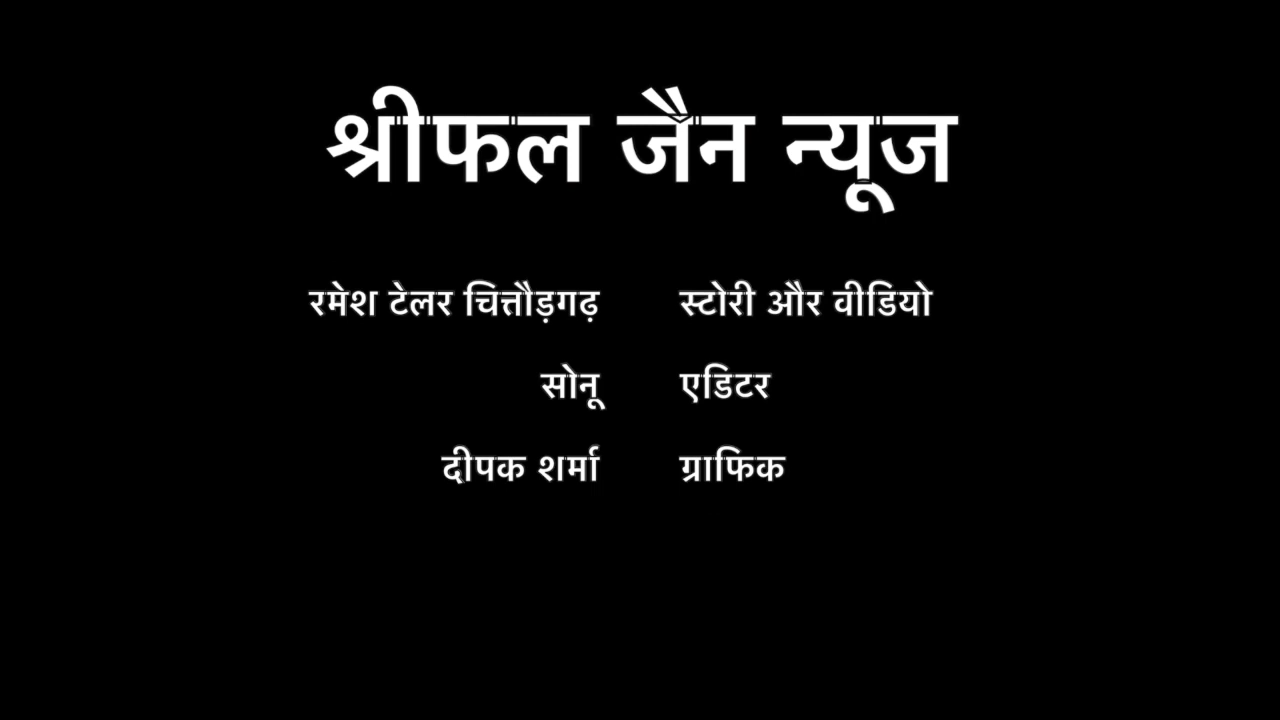 श्रीफल जैन न्यूज
रमेश टेलर चित्तौड़गढ़ स्टोरी और वीडियो
सोनू एडिटर
दीपक शर्मा ग्राफिक